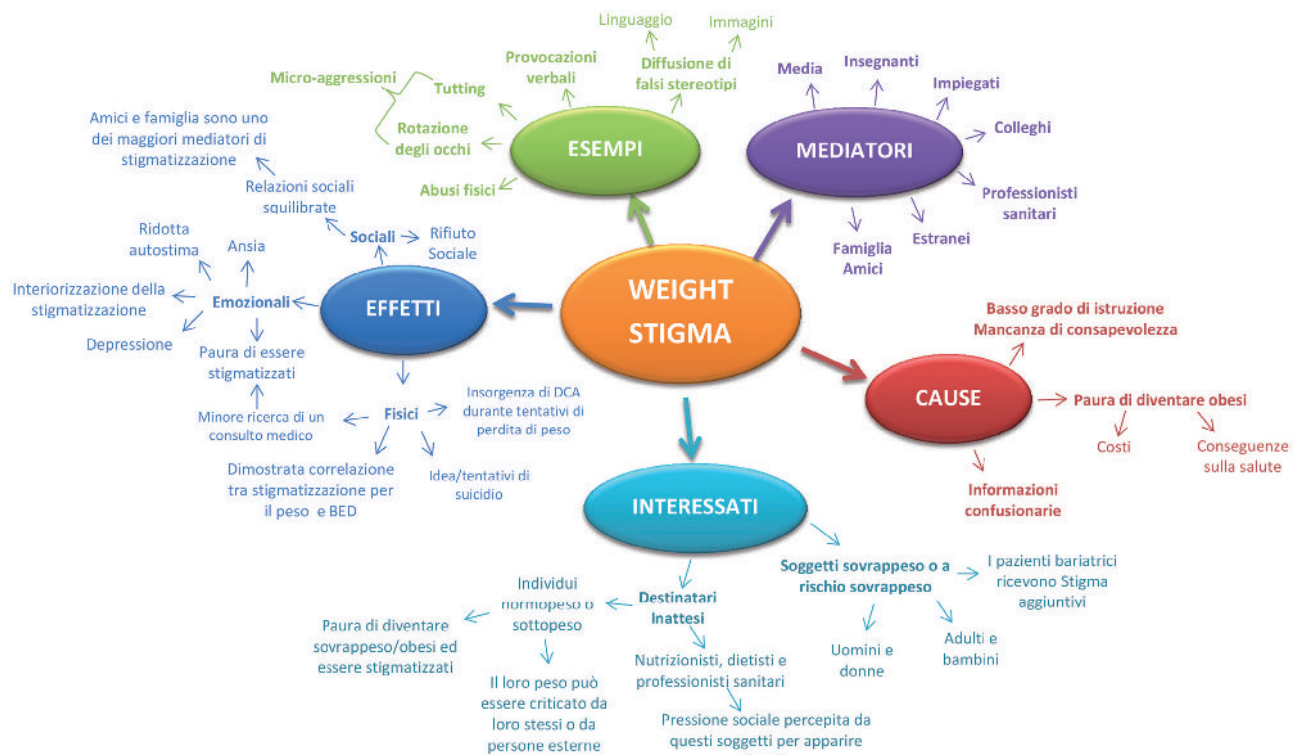 Linguaggio
Immagini
Micro-aggressioni
Tutting
Provocazioni
verbali
Diffusione di
falsi stereotipi
Rotazione
degli occhi
Abusi fisici
ESEMPI
Media
Insegnanti
Impiegati
Colleghi
Professionisti
sanitari
Estranei
Famiglia
Amici
MEDIATORI
Amici e famiglia sono uno
dei maggiori mediatori di
stigmatizzazione
Relazioni sociali
squilibrate
Sociali
Rifiuto
Sociale
Ridotta
autostima
Ansia
Interiorizzazione della
stigmatizzazione
Emozionali
Depressione
Paura di essere
stigmatizzati
EFFETTI
WEIGHT
STIGMA
Minore ricerca di un
consulto medico
Fisici
Insorgenza di DCA
durante tentativi di
perdita di peso
Dimostrata correlazione
tra stigmatizzazione per
il peso e BED
Idea/tentativi di
suicidio
Basso grado di istruzione
Mancanza di consapevolezza
CAUSE
Paura di diventare obesi
Costi
Conseguenze
sulla salute
Informazioni
confusionarie
INTERESSATI
Soggetti sovrappeso o a
rischio sovrappeso
I pazienti bariatrici
ricevono Stigma
aggiuntivi
Uomini e
donne
Adulti e
bambini
Destinatari
Inattesi
Individui
normopeso o
sottopeso
Paura di diventare
sovrappeso/obesi ed
essere stigmatizzati
Il loro peso può
essere criticato da
loro stessi o da
persone esterne
Nutrizionisti, dietisti e
professionisti sanitari
Pressione sociale percepita da
questi soggetti per apparire